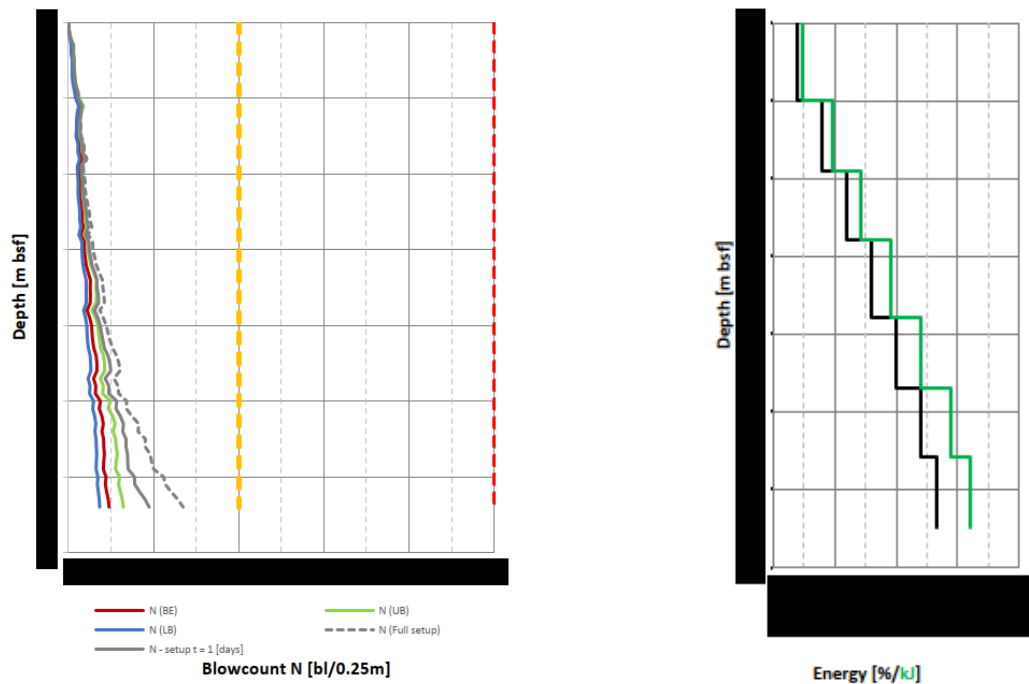 Depth [m bsf]
N (BE)
N (UB)
N (LB)
N (Full setup)
N - setup t = 1 [days]
Blowcount N [bl/0.25m]
Depth [m bsf]
Energy [%/kJ]